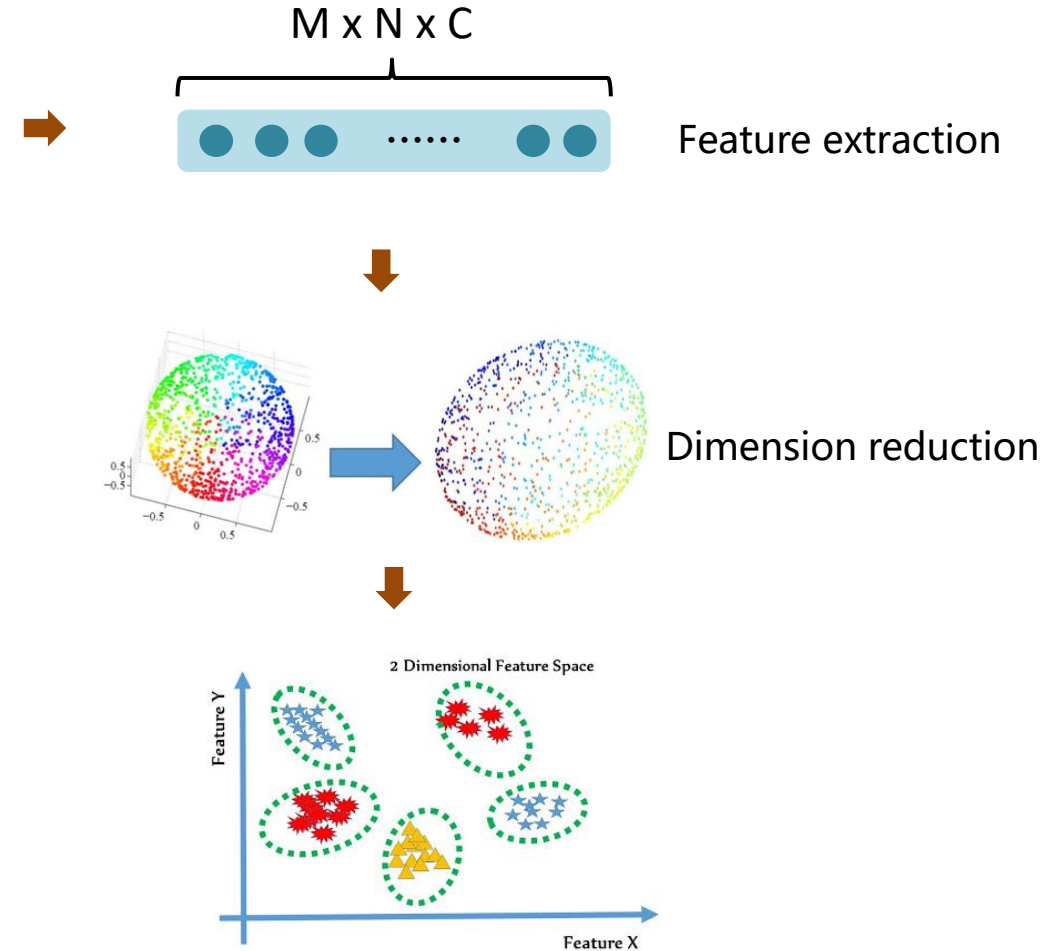 M x N x C
......
Feature extraction
0.5
0
−0.5
−0.5
0
0.5
0.5
0
−0.5
Dimension reduction
2 Dimensional Feature Space
Feature Y
Feature X